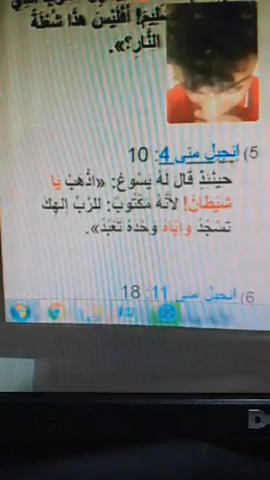 أَفَلَيْسَ هذَا شُعْلَةً
النَّارِ؟».
5) إنجيل متى 4: 10
حِينَئِذٍ قَالَ لَهُ يَسُوعُ: «اذْهَبْ يَا
شَيْطَانُ! لأَنَّهُ مَكْتُوبٌ: لِلرَّبِّ إِلهِكَ
تَسْجُدُ وَإِيَّاهُ وَحْدَهُ تَعْبُدُ».
6) إنجيل متى 11: 18